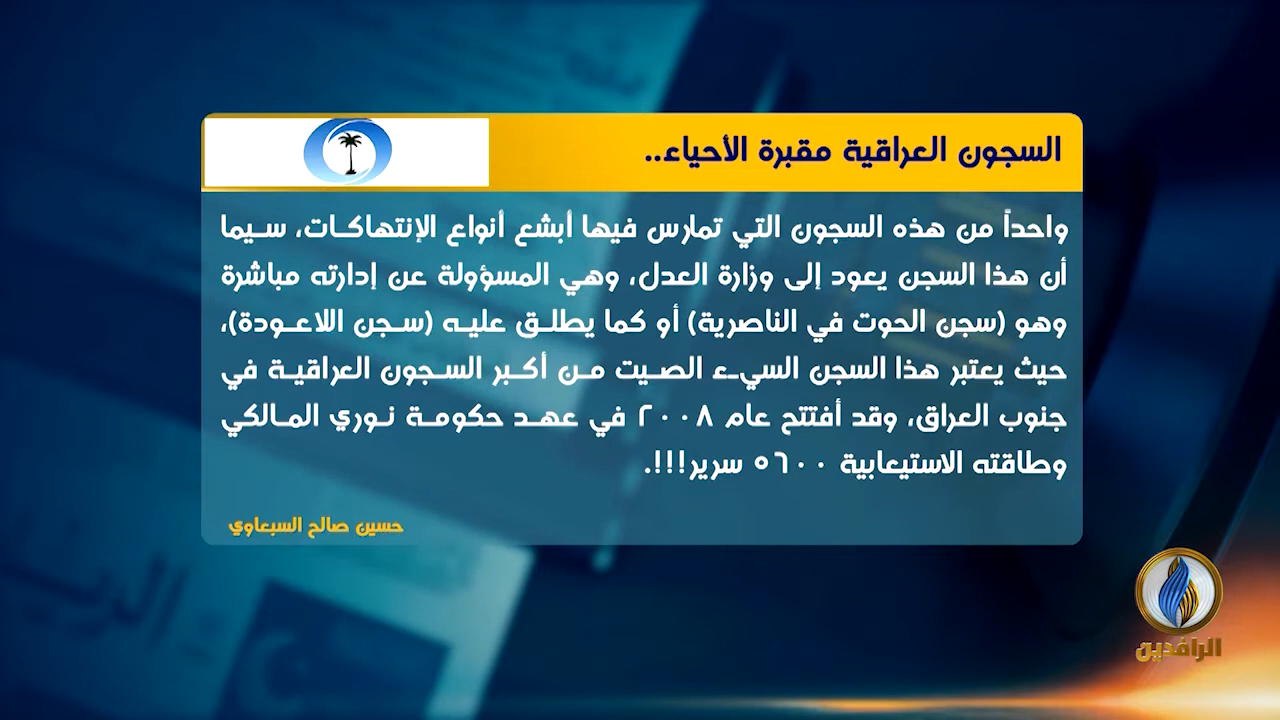 السجون العراقية مقبرة الأحياء..
واحداً من هذه السجون التي تمارس فيها أبشع أنواع الإنتهاكات، سيما
أن هذا السجن يعود إلى وزارة العدل، وهي المسؤولة عن إدارته مباشرة
وهو (سجن الحوت في الناصرية) أو كما يطلق عليه (سجن اللاعودة)،
حيث يعتبر هذا السجن السيء الصيت من أكبر السجون العراقية في
جنوب العراق، وقد أفتتح عام ٢٠٠٨ في عهد حكومة نوري المالكي
وطاقته الاستيعابية ٥٦٠٠ سرير!!!.
حسين صالح السبعاوي
الرافدين